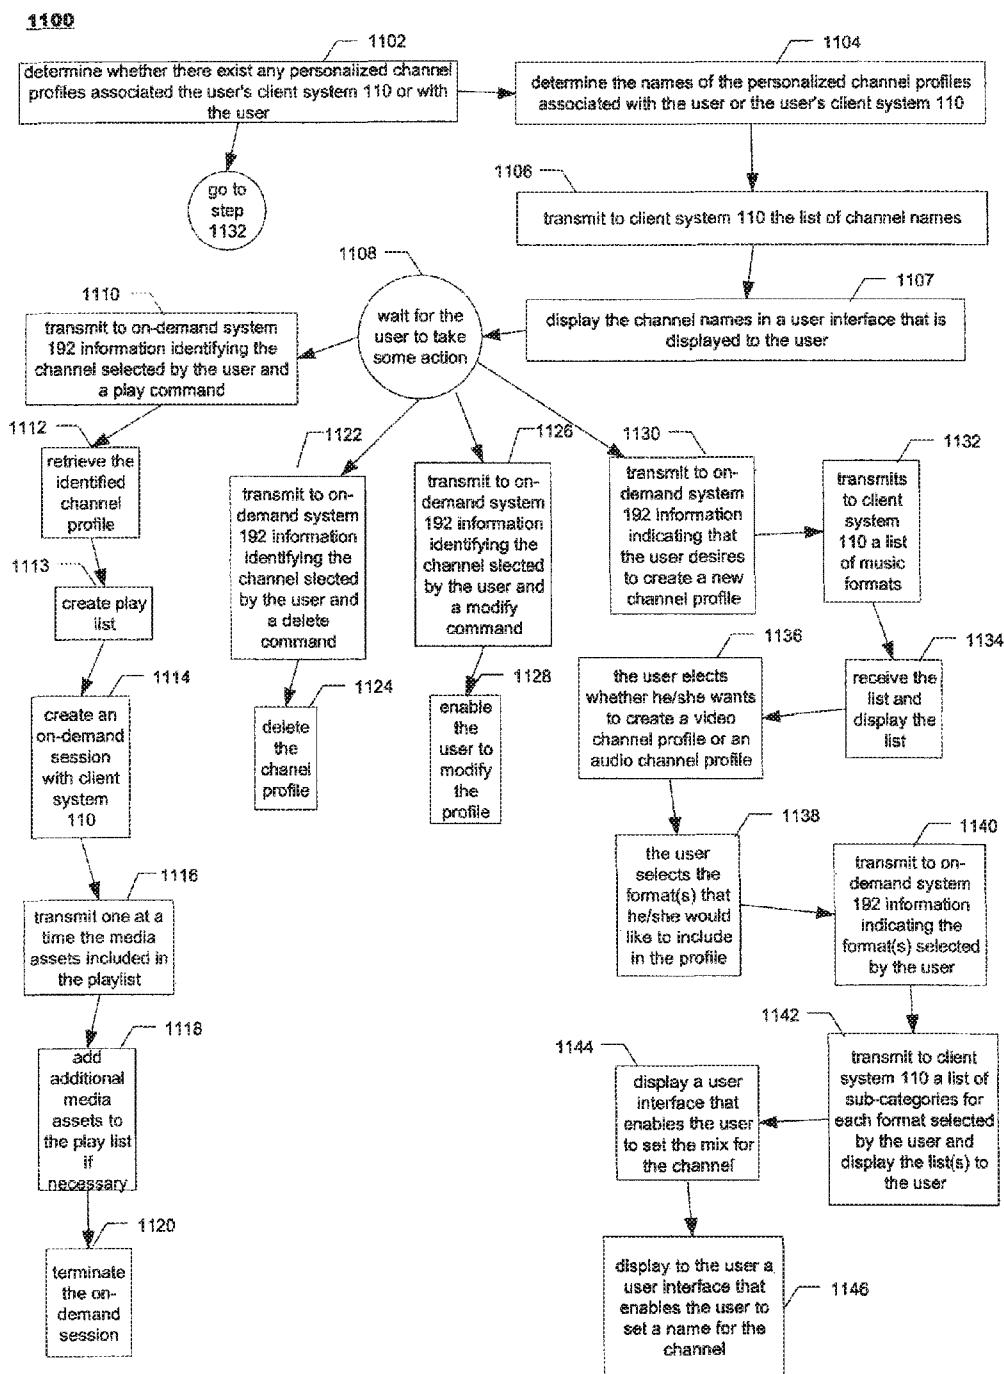 1100
1102
determine whether there exist any personalized channel
profiles associated the user's client system 110 or with
the user
1104
determine the names of the personalized channel profiles
associated with the user or the user's client system 110
go to
step
1132
1106
transmit to client system 110 the list of channel names
1107
display the channel names in a user interface that is
displayed to the user
1108
wait for the
user to take
some action
1110
transmit to on-demand system
192 information identifying the
channel selected by the user and
a play command
1112
retrieve the
identified
channel
profile
1113
create play
list
1114
create an
on-demand
session
with client
system
110
1116
transmit one at a
time the media
assets included in
the playlist
1118
add
additional
media
assets to
the play list
if
necessary
1120
terminate
the on-
demand
session
1122
transmit to on-
demand system
192 information
identifying the
channel slected
by the user and
a delete
command
1124
delete
the
chanel
profile
1126
transmit to on-
demand system
192 information
identifying the
channel slected
by the user and
a modify
command
1128
enable
the
user to
modify
the
profile
1130
transmit to on-
demand system
192 information
indicating that
the user desires
to create a new
channel profile
1132
transmits
to client
system
110 a list
of music
formats
1134
receive the
list and
display the
list
1136
the user elects
whether he/she wants
to create a video
channel profile or an
audio channel profile
1138
the user
selects the
format(s) that
he/she would
like to include
in the profile
1140
transmit to on-
demand system
192 information
indicating the
format(s) selected
by the user
1142
transmit to client
system 110 a list of
sub-categories for
each format selected
by the user and
display the list(s) to
the user
1144
display a user
interface that
enables the user
to set the mix for
the channel
1146
display to the user a
user interface that
enables the user to
set a name for the
channel